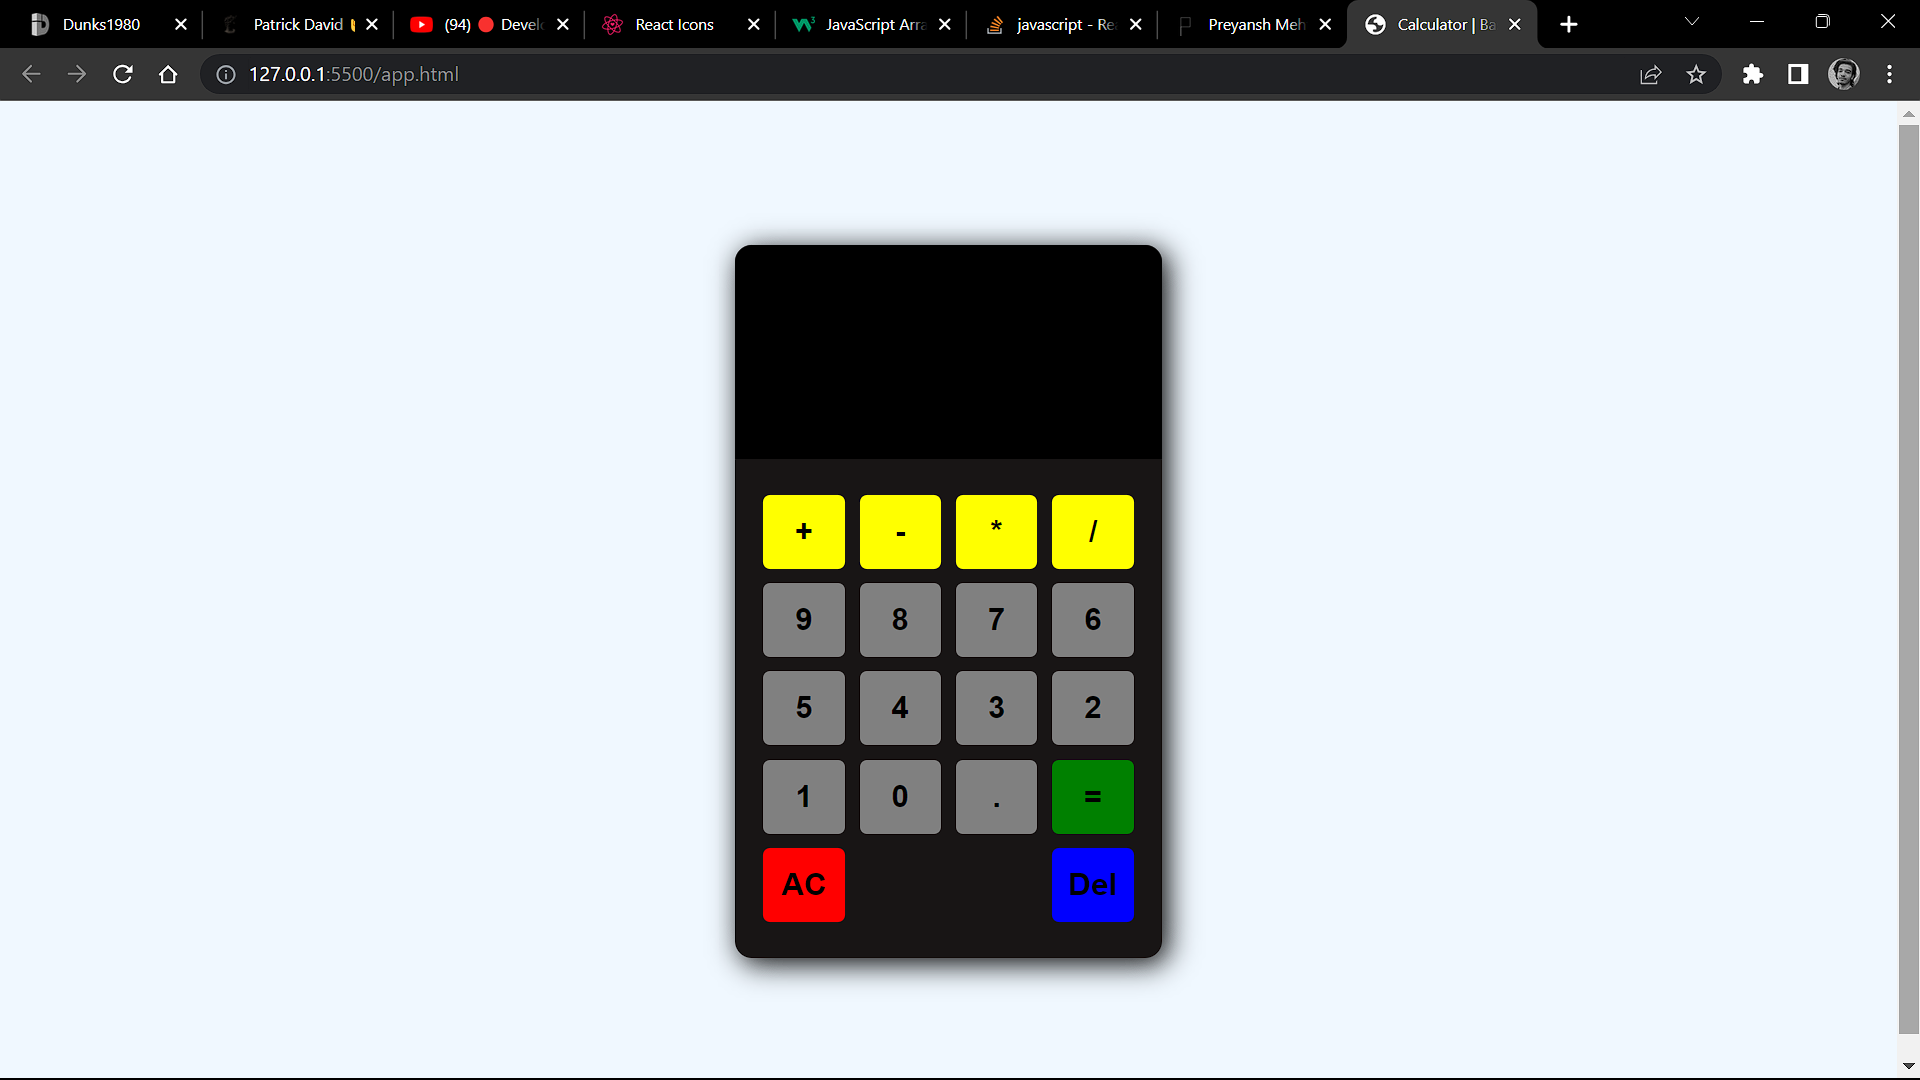 Dunks1980
Patrick David
(94) Devel
React Icons
JavaScript Arra
javascript - Re
Preyansh Meh
Calculator | Ba
127.0.0.1:5500/app.html
+ - * /
9 8 7 6
5 4 3 2
1 0 . =
AC Del